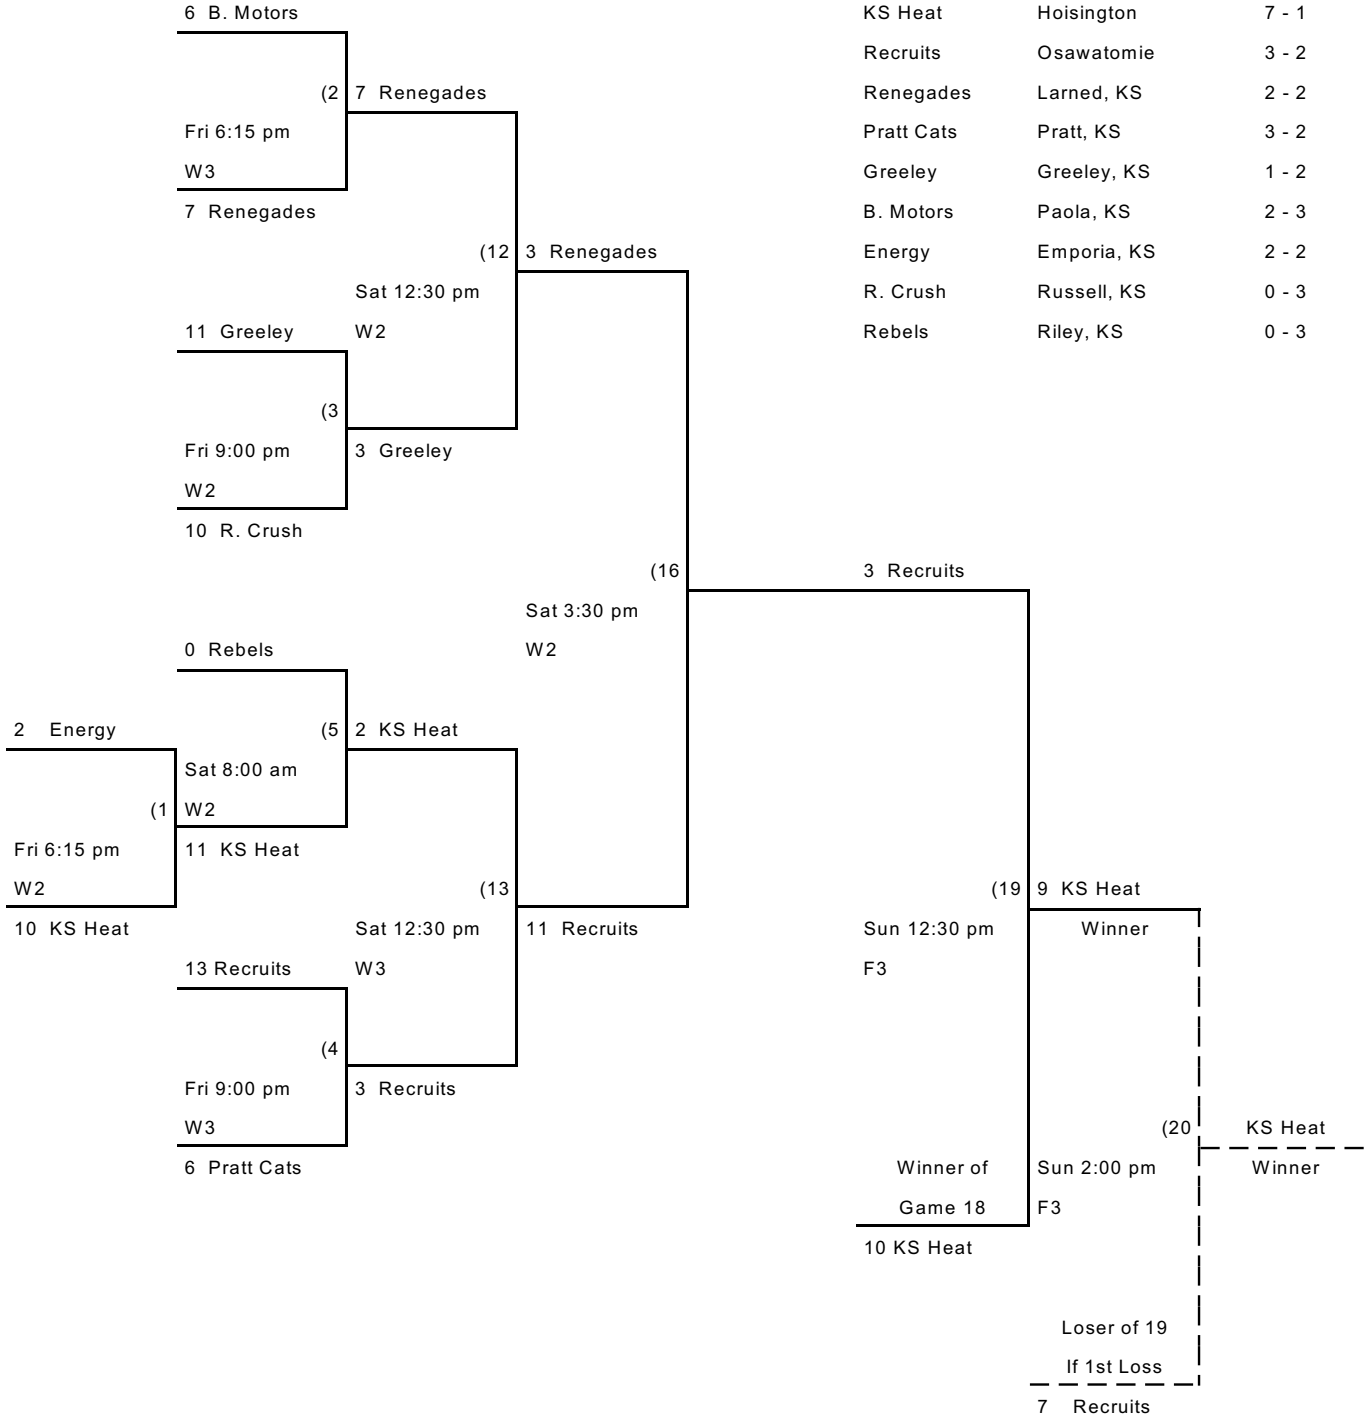 6 B. Motors
KS Heat Hoisington 7 - 1
Recruits Osawatomie 3 - 2
(2 7 Renegades
Renegades Larned, KS 2 - 2
Fri 6:15 pm
Pratt Cats Pratt, KS 3 - 2
W3
Greeley Greeley, KS 1 - 2
7 Renegades
B. Motors Paola, KS 2 - 3
(12 3 Renegades
Energy Emporia, KS 2 - 2
Sat 12:30 pm
R. Crush Russell, KS 0 - 3
11 Greeley
W2
Rebels Riley, KS 0 - 3
(3
Fri 9:00 pm
3 Greeley
W2
10 R. Crush
(16
3 Recruits
Sat 3:30 pm
0 Rebels
W2
2 Energy
(5 2 KS Heat
Sat 8:00 am
(1 W2
Fri 6:15 pm
11 KS Heat
W2
(13
(19 9 KS Heat
10 KS Heat
Sat 12:30 pm
11 Recruits
Sun 12:30 pm
Winner
13 Recruits
W3
F3
(4
Fri 9:00 pm
3 Recruits
W3
(20
KS Heat
6 Pratt Cats
Winner of
Sun 2:00 pm
Winner
Game 18
F3
10 KS Heat
Loser of 19
If 1st Loss
7 Recruits